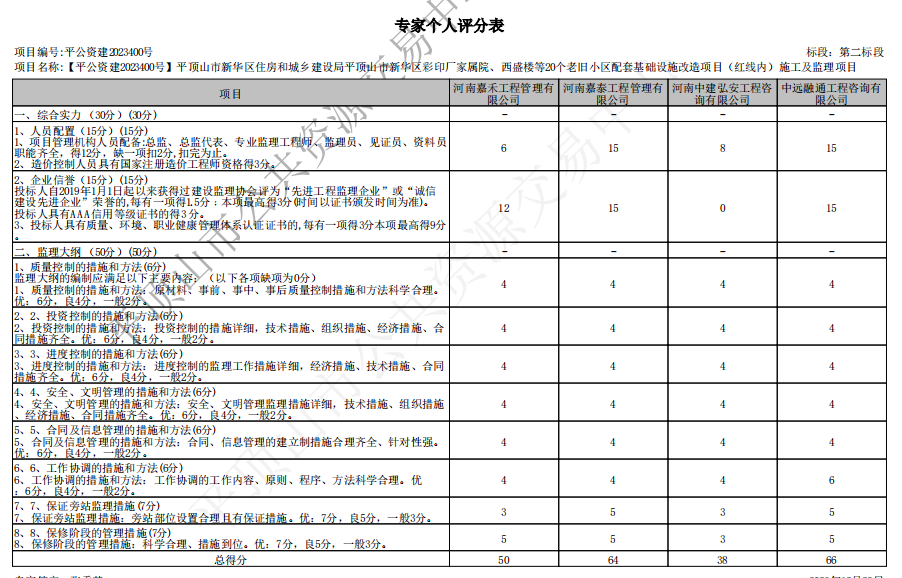 专家个人评分表
项目编号:平公资建2023400号 标段：第二标段
项目名称:【平公资建2023400号】平顶山市新华区住房和城乡建设局平顶山市新华区彩印厂家属院、西盛楼等20个老旧小区配套基础设施改造项目（红线内）施工及监理项目
项目 河南嘉禾工程管理有限公司 河南嘉泰工程管理有限公司 河南中建弘安工程咨询有限公司 中远融通工程咨询有限公司
一、综合实力（30分）(30分) — — — —
1、人员配置（15分）(15分)
1、项目管理机构人员配备:总监、总监代表、专业监理工程师、监理员、见证员、资料员
职能齐全，得12分，缺一项扣2分,扣完为止。
2、造价控制人员具有国家注册造价工程师资格得3分。
6 15 8 15
2、企业信誉（15分）(15分)
投标人自2019年1月1日起以来获得过建设监理协会评为“先进工程监理企业”或“诚信
建设先进企业”荣誉的,每有一项得1.5分；本项最高得3分(时间以证书颁发时间为准)。
投标人具有AAA信用等级证书的得3分。
3、投标人具有质量、环境、职业健康管理体系认证证书的,每有一项得3分本项最高得9分
。
12 15 0 15
二、监理大纲（50分）(50分) — — — —
1、质量控制的措施和方法(6分)
监理大纲的编制应满足以下主要内容：（以下各项缺项为0分）
1、质量控制的措施和方法：原材料、事前、事中、事后质量控制措施和方法科学合理。
优：6分，良4分，一般2分。
4 4 4 4
2、2、投资控制的措施和方法(6分)
2、投资控制的措施和方法：投资控制的措施详细，技术措施、组织措施、经济措施、合
同措施齐全。优：6分，良4分，一般2分。
4 4 4 4
3、3、进度控制的措施和方法(6分)
3、进度控制的措施和方法：进度控制的监理工作措施详细，经济措施、技术措施、合同
措施齐全。优：6分，良4分，一般2分。
4 4 4 4
4、4、安全、文明管理的措施和方法(6分)
4、安全、文明管理的措施和方法：安全、文明管理监理措施详细，技术措施、组织措施
、经济措施、合同措施齐全。优：6分，良4分，一般2分。
4 4 4 4
5、5、合同及信息管理的措施和方法(6分)
5、合同及信息管理的措施和方法：合同、信息管理的建立制措施合理齐全、针对性强。
优：6分，良4分，一般2分。
4 4 4 4
6、6、工作协调的措施和方法(6分)
6、工作协调的措施和方法：工作协调的工作内容、原则、程序、方法科学合理。优
：6分，良4分，一般2分。
4 4 4 6
7、7、保证旁站监理措施(7分)
7、保证旁站监理措施：旁站部位设置合理且有保证措施。优：7分，良5分，一般3分。
3 5 3 5
8、8、保修阶段的管理措施(7分)
8、保修阶段的管理措施：科学合理、措施到位。优：7分，良5分，一般3分。
5 5 3 5
总得分 50 64 38 66
平顶山市公共资源交易中
平顶山市公共资源交易中